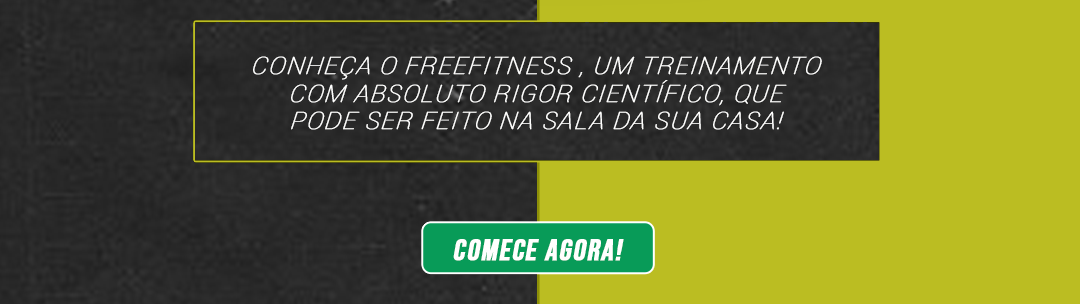 CONHEÇA O FREEFITNESS , UM TREINAMENTO
COM ABSOLUTO RIGOR CIENTÍFICO, QUE
PODE SER FEITO NA SALA DA SUA CASA!
COMECE AGORA!